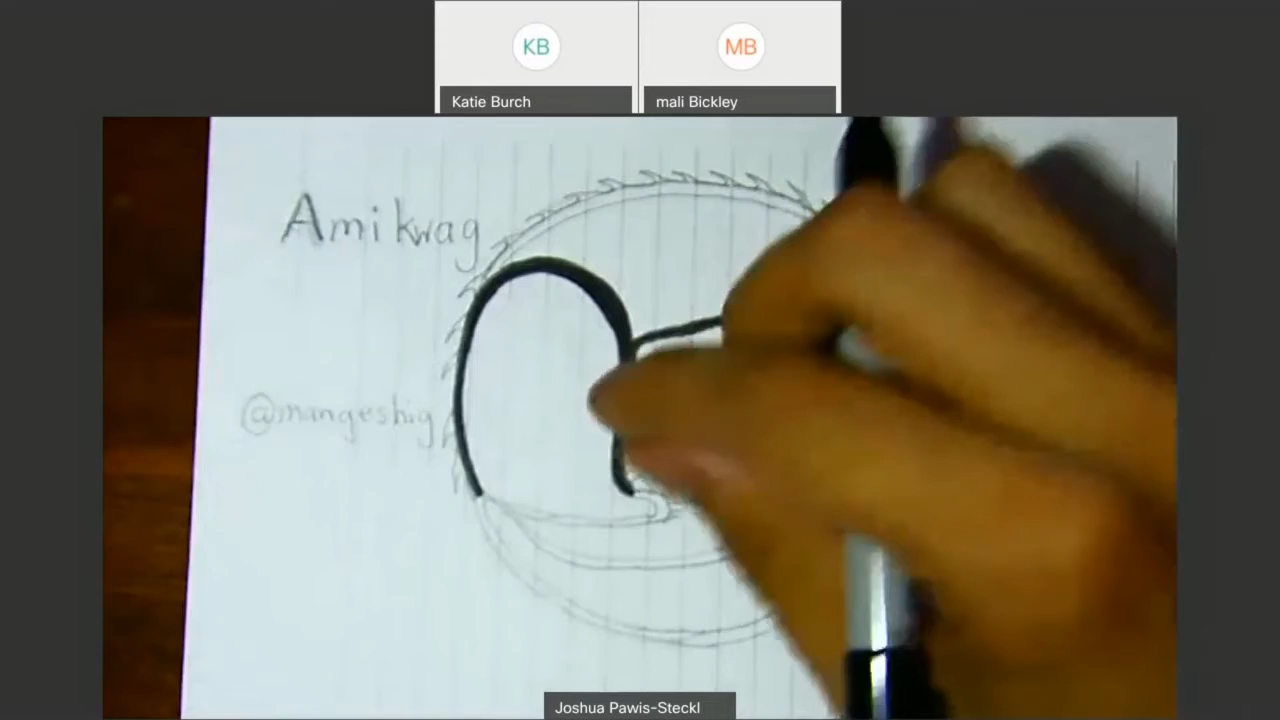 KB
MB
Katie Burch
mali Bickley
Amikwag
@mangeshig
Joshua Pawis-Steckl